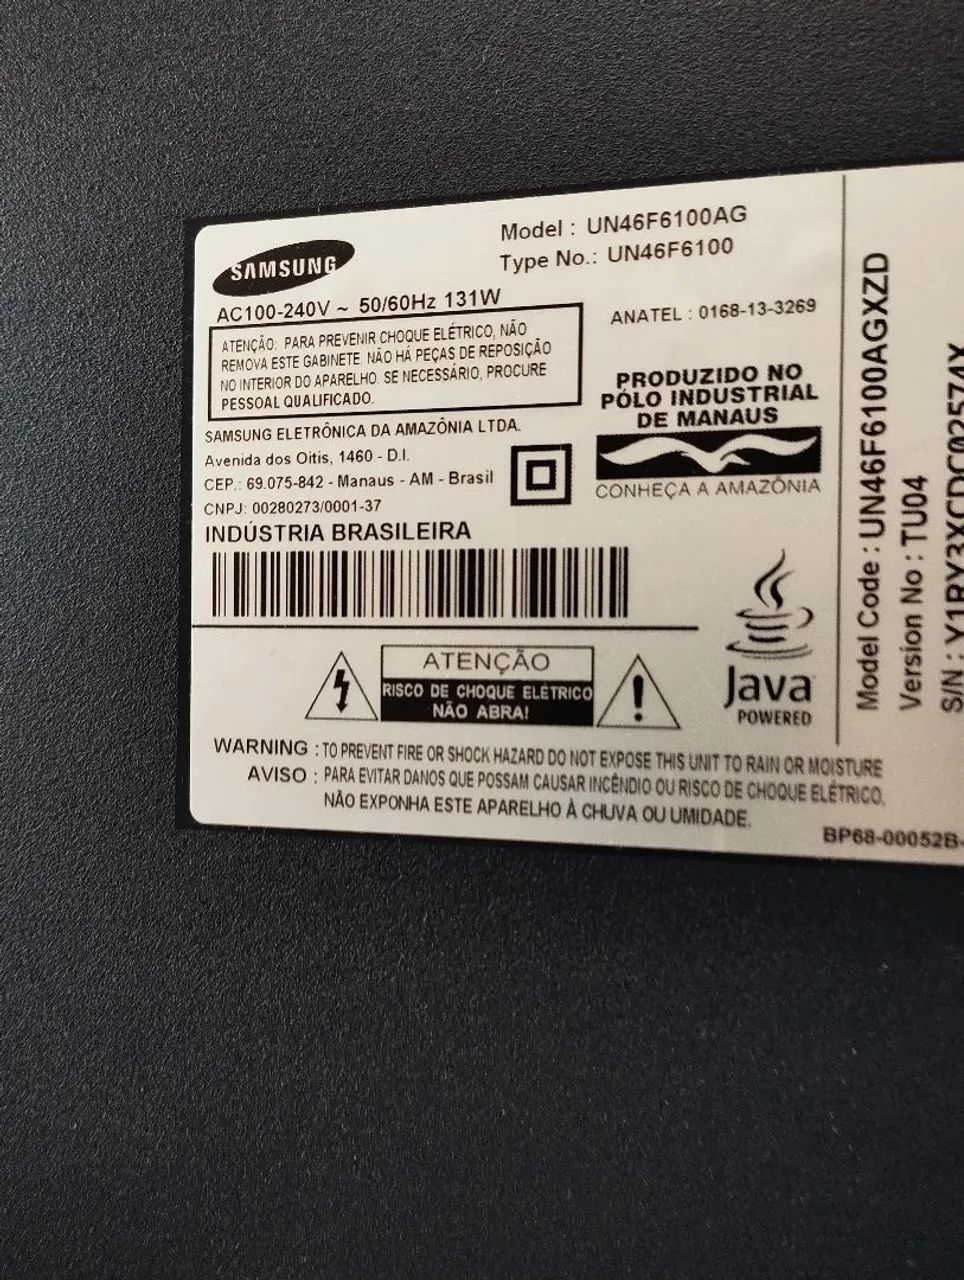 SAMSUNG
Model : UN46F6100AG
Type No.: UN46F6100
AC100-240V ~ 50/60Hz 131W
ATENÇÃO: PARA PREVENIR CHOQUE ELÉTRICO, NÃO
REMOVA ESTE GABINETE. NÃO HÁ PEÇAS DE REPOSIÇÃO
NO INTERIOR DO APARELHO. SE NECESSÁRIO, PROCURE
PESSOAL QUALIFICADO.
ANATEL : 0168-13-3269
PRODUZIDO NO
PÓLO INDUSTRIAL
DE MANAUS
CONHEÇA A AMAZÔNIA
SAMSUNG ELETRÔNICA DA AMAZÔNIA LTDA.
Avenida dos Oitis, 1460 - D.I.
CEP.: 69.075-842 - Manaus - AM - Brasil
CNPJ: 00280273/0001-37
INDÚSTRIA BRASILEIRA
Java
POWERED
ATENÇÃO
RISCO DE CHOQUE ELÉTRICO
NÃO ABRA!
WARNING : TO PREVENT FIRE OR SHOCK HAZARD DO NOT EXPOSE THIS UNIT TO RAIN OR MOISTURE
AVISO : PARA EVITAR DANOS QUE POSSAM CAUSAR INCÊNDIO OU RISCO DE CHOQUE ELÉTRICO,
NÃO EXPONHA ESTE APARELHO À CHUVA OU UMIDADE.
BP68-00052B-
Model Code : UN46F6100AGXZD
Version No : TU04
S/N :